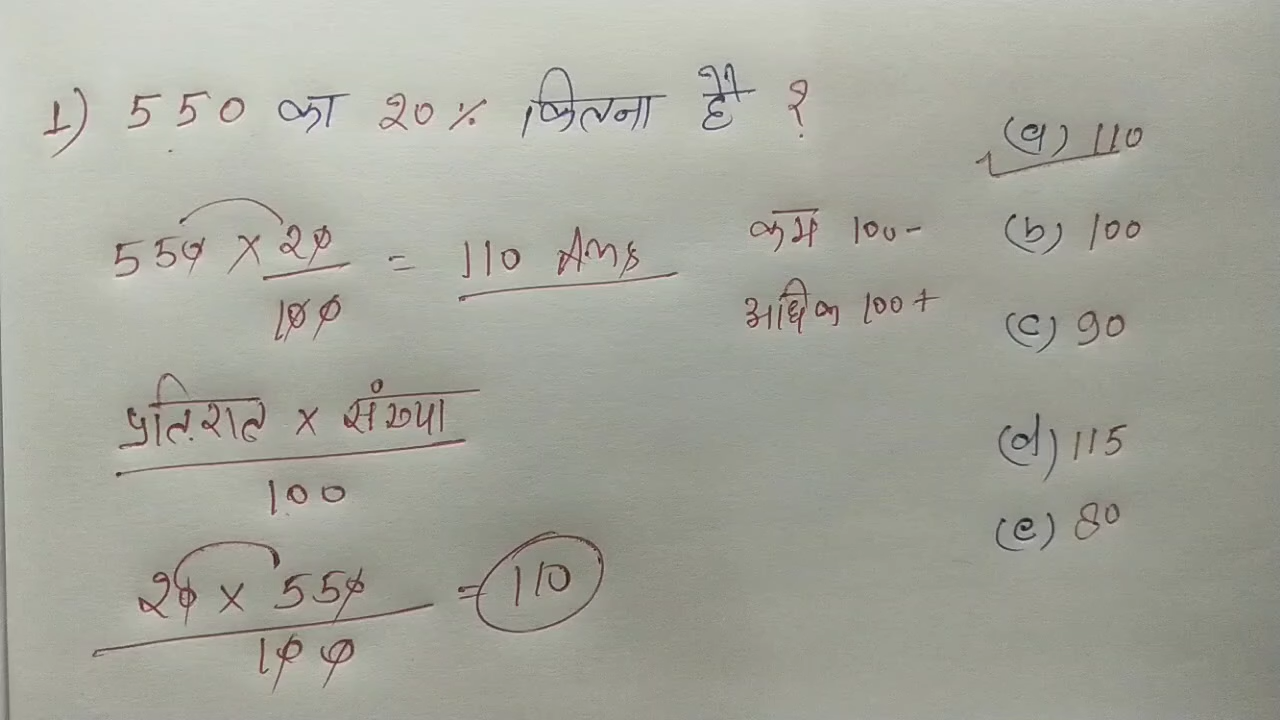 1) 550 का 20% कितना है ?
550 × 20/100 = 110 Ans
प्रतिशत × संख्या
100
20 × 550
100
= 110
कम 100-
अधिक 100+
(a) 110
(b) 100
(c) 90
(d) 115
(e) 80